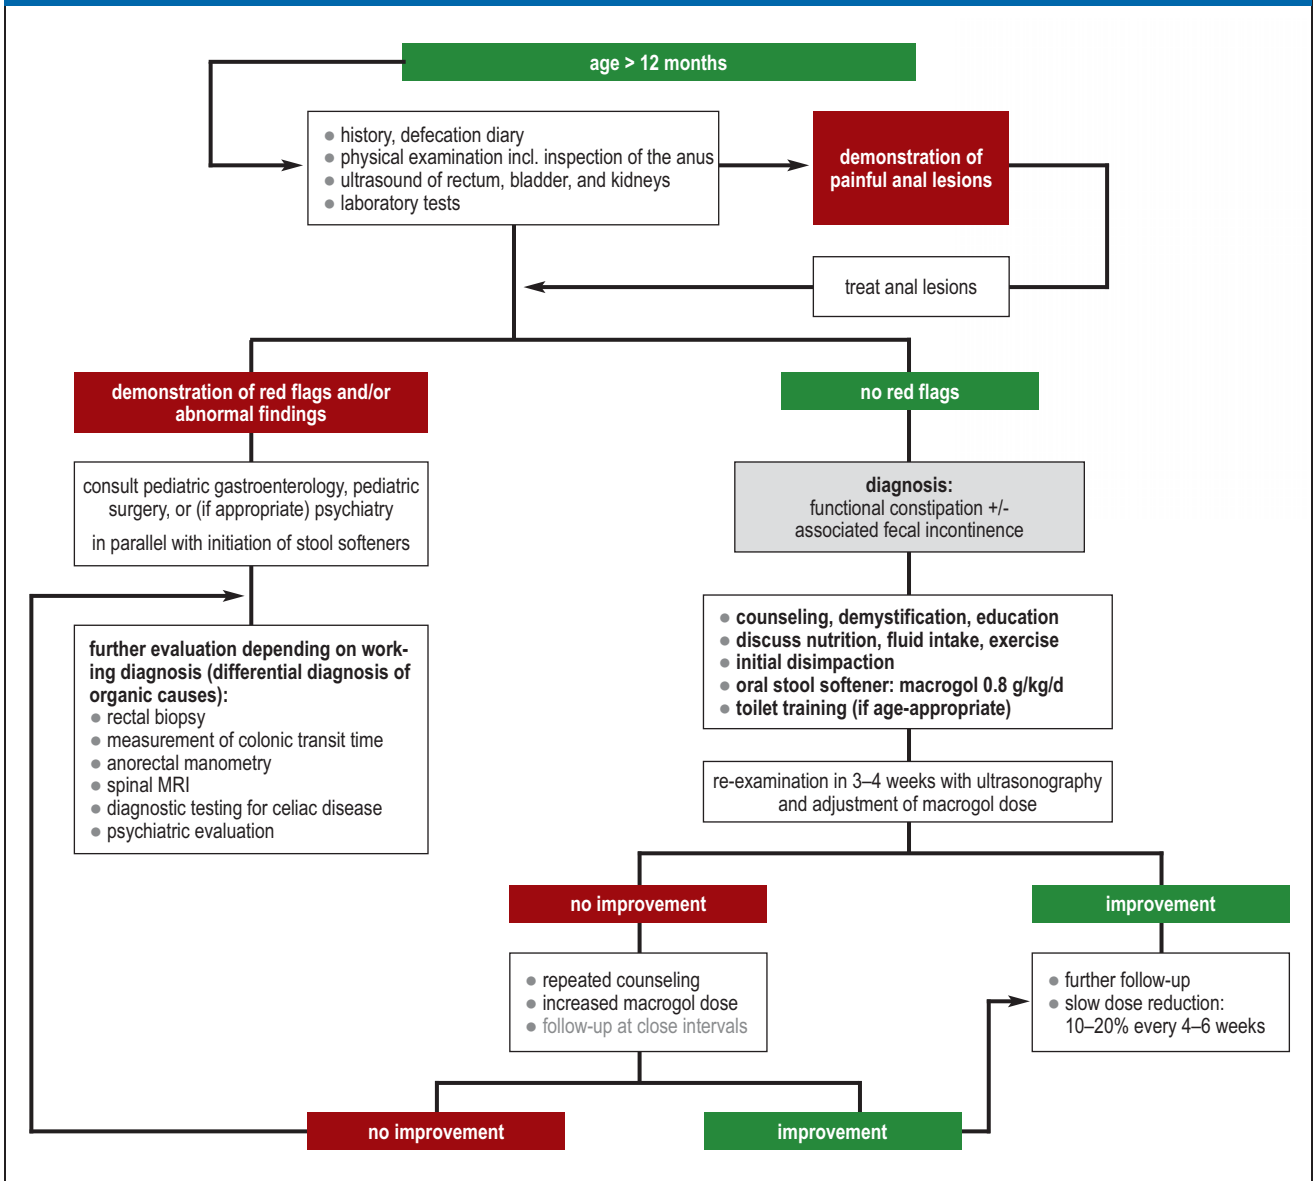 age > 12 months
● history, defecation diary
● physical examination incl. inspection of the anus
● ultrasound of rectum, bladder, and kidneys
● laboratory tests
demonstration of
painful anal lesions
treat anal lesions
demonstration of red flags and/or
abnormal findings
consult pediatric gastroenterology, pediatric
surgery, or (if appropriate) psychiatry
in parallel with initiation of stool softeners
further evaluation depending on work-
ing diagnosis (differential diagnosis of
organic causes):
● rectal biopsy
● measurement of colonic transit time
● anorectal manometry
● spinal MRI
● diagnostic testing for celiac disease
● psychiatric evaluation
no red flags
diagnosis:
functional constipation +/-
associated fecal incontinence
● counseling, demystification, education
● discuss nutrition, fluid intake, exercise
● initial disimpaction
● oral stool softener: macrogol 0.8 g/kg/d
● toilet training (if age-appropriate)
re-examination in 3–4 weeks with ultrasonography
and adjustment of macrogol dose
no improvement
● repeated counseling
● increased macrogol dose
● follow-up at close intervals
improvement
● further follow-up
● slow dose reduction:
10–20% every 4–6 weeks
no improvement
improvement